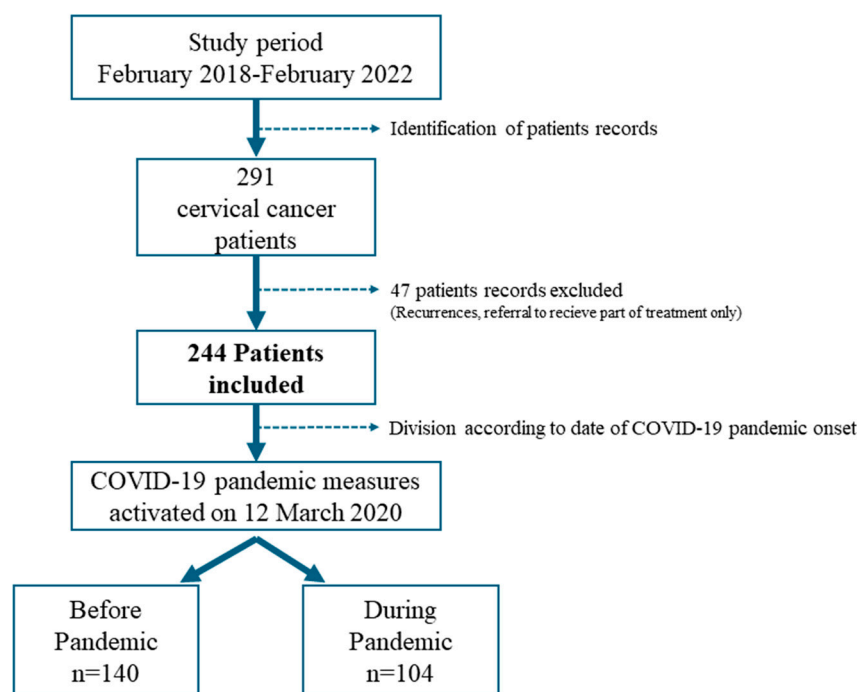 Study period
February 2018-February 2022
Identification of patients records
291
cervical cancer
patients
47 patients records excluded
(Recurrences, referral to recieve part of treatment only)
244 Patients
included
Division according to date of COVID-19 pandemic onset
COVID-19 pandemic measures
activated on 12 March 2020
Before
Pandemic
n=140
During
Pandemic
n=104